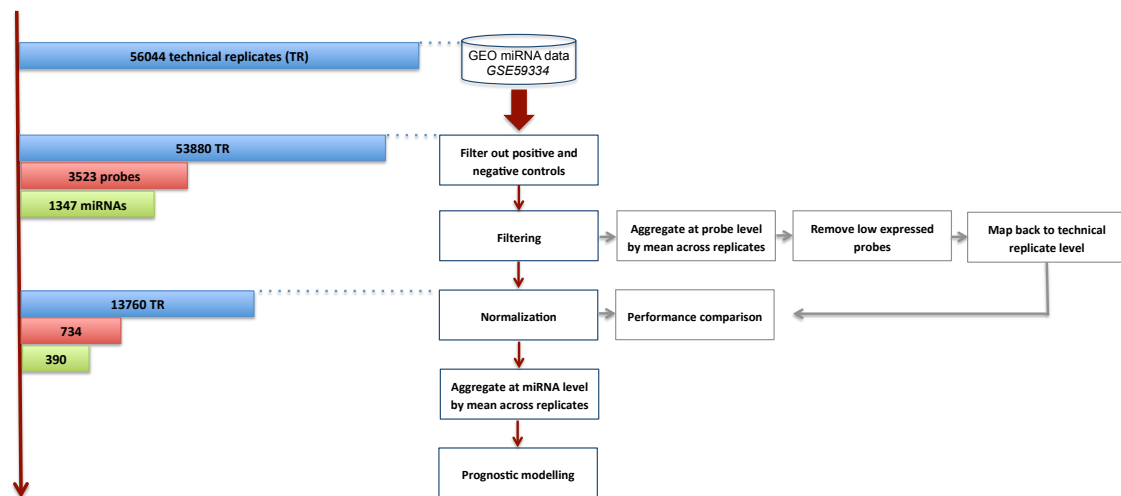 56044 technical replicates (TR)
GEO miRNA data
GSE59334
53880 TR
3523 probes
1347 miRNAs
Filter out positive and
negative controls
Filtering
Aggregate at probe level
by mean across replicates
Remove low expressed
probes
Map back to technical
replicate level
13760 TR
734
390
Normalization
Performance comparison
Aggregate at miRNA level
by mean across replicates
Prognostic modelling